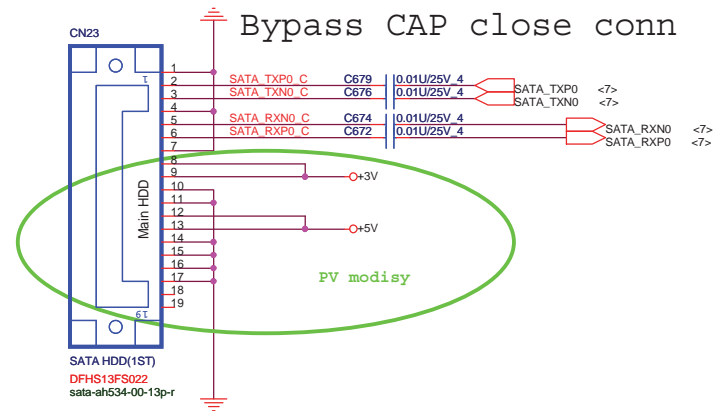 Bypass CAP close conn
CN23
1
1
2
SATA_TXP0_C
C679
0.01U/25V_4
SATA_TXP0
<7>
3
SATA_TXN0_C
C676
0.01U/25V_4
SATA_TXN0
<7>
4
5
SATA_RXN0_C
C674
0.01U/25V_4
SATA_RXN0
<7>
6
SATA_RXP0_C
C672
0.01U/25V_4
SATA_RXP0
<7>
7
8
9
+3V
10
11
12
13
+5V
14
15
16
17
18
19
19
Main HDD
PV modisy
SATA HDD(1ST)
DFHS13FS022
sata-ah534-00-13p-r